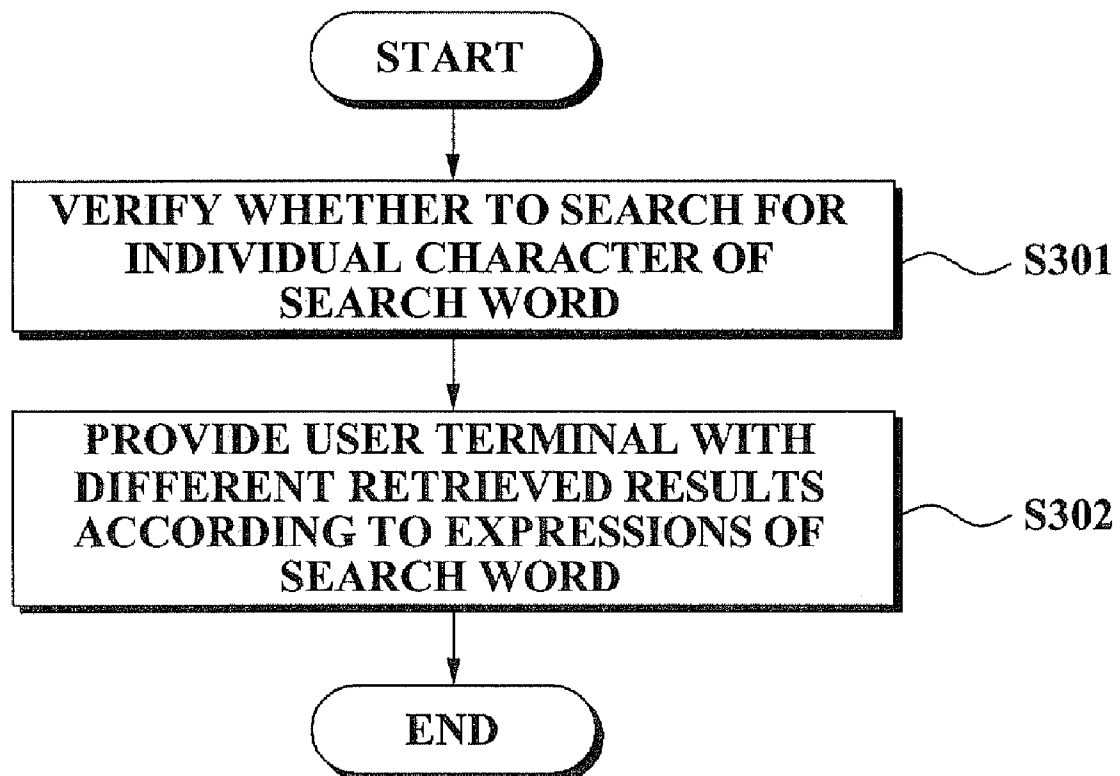 START
VERIFY WHETHER TO SEARCH FOR
INDIVIDUAL CHARACTER OF
SEARCH WORD
S301
PROVIDE USER TERMINAL WITH
DIFFERENT RETRIEVED RESULTS
ACCORDING TO EXPRESSIONS OF
SEARCH WORD
S302
END